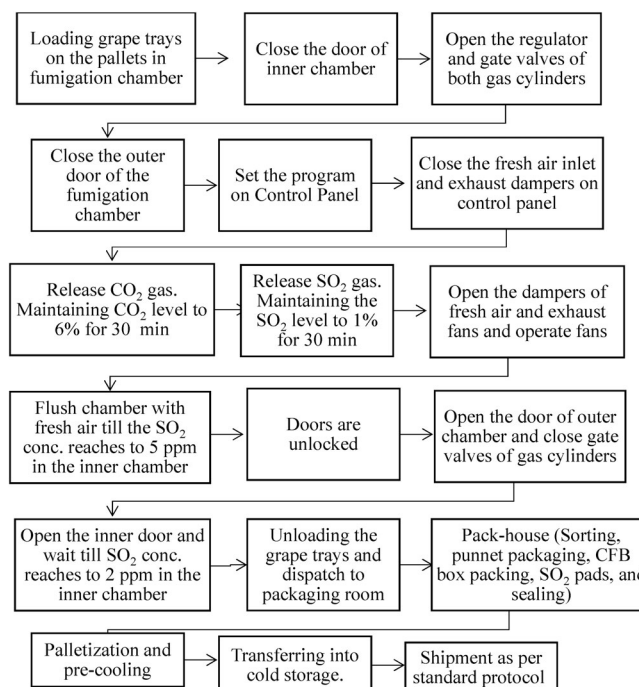 Loading grape trays
on the pallets in
fumigation chamber
Close the door of
inner chamber
Open the regulator
and gate valves of
both gas cylinders
Close the outer
door of the
fumigation
chamber
Set the program
on Control Panel
Close the fresh air inlet
and exhaust dampers on
control panel
Release CO₂ gas.
Maintaining CO₂ level to
6% for 30 min
Release SO₂ gas.
Maintaining the
SO₂ level to 1%
for 30 min
Open the dampers of
fresh air and exhaust
fans and operate fans
Flush chamber with
fresh air till the SO₂
conc. reaches to 5 ppm
in the inner chamber
Doors are
unlocked
Open the door of outer
chamber and close gate
valves of gas cylinders
Open the inner door and
wait till SO₂ conc.
reaches to 2 ppm in the
inner chamber
Unloading the
grape trays and
dispatch to
packaging room
Pack-house (Sorting,
punnet packaging, CFB
box packing, SO₂ pads, and
sealing)
Palletization and
pre-cooling
Transferring into
cold storage.
Shipment as per
standard protocol